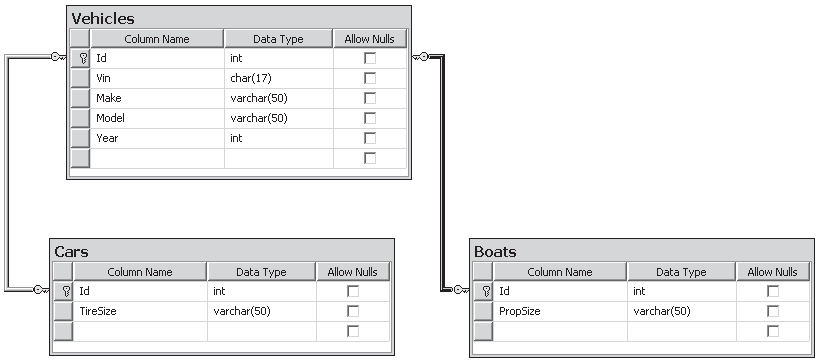 Vehicles
Column Name Data Type Allow Nulls
Id int
Vin char(17)
Make varchar(50)
Model varchar(50)
Year int
Cars
Column Name Data Type Allow Nulls
Id int
TireSize varchar(50)
Boats
Column Name Data Type Allow Nulls
Id int
PropSize varchar(50)